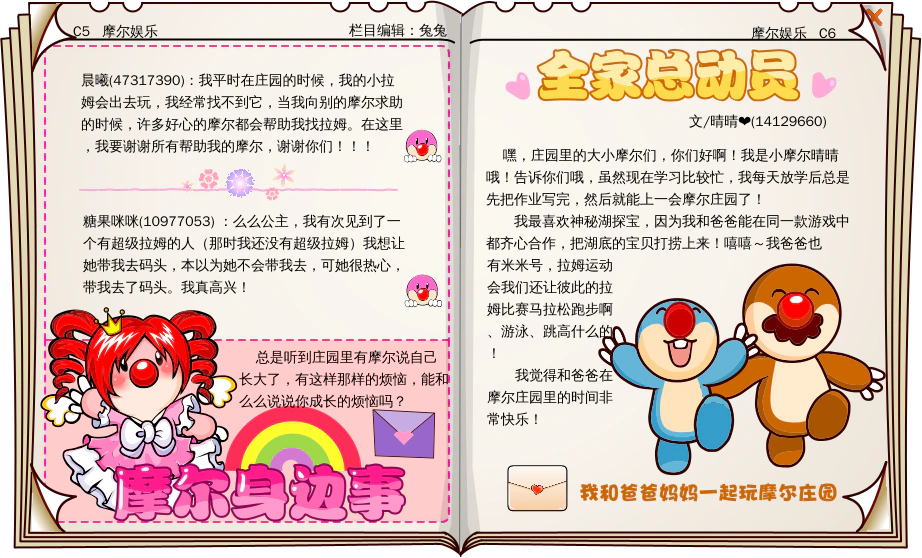 C5 摩尔娱乐
栏目编辑：兔兔
晨曦(47317390)：我平时在庄园的时候，我的小拉
姆会出去玩，我经常找不到它，当我向别的摩尔求助
的时候，许多好心的摩尔都会帮助我找拉姆。在这里
，我要谢谢所有帮助我的摩尔，谢谢你们！！！
糖果咪咪(10977053) ：么么公主，我有次见到了一
个有超级拉姆的人（那时我还没有超级拉姆）我想让
她带我去码头，本以为她不会带我去，可她很热心，
带我去了码头。我真高兴！
总是听到庄园里有摩尔说自己
长大了，有这样那样的烦恼，能和
么么说说你成长的烦恼吗？
摩尔身边事
摩尔娱乐 C6
全家总动员
文/晴晴❤(14129660)
嘿，庄园里的大小摩尔们，你们好啊！我是小摩尔晴晴
哦！告诉你们哦，虽然现在学习比较忙，我每天放学后总是
先把作业写完，然后就能上一会摩尔庄园了！
我最喜欢神秘湖探宝，因为我和爸爸能在同一款游戏中
都齐心合作，把湖底的宝贝打捞上来！嘻嘻～我爸爸也
有米米号，拉姆运动
会我们还让彼此的拉
姆比赛马拉松跑步啊
、游泳、跳高什么的
！
我觉得和爸爸在
摩尔庄园里的时间非
常快乐！
我和爸爸妈妈一起玩摩尔庄园